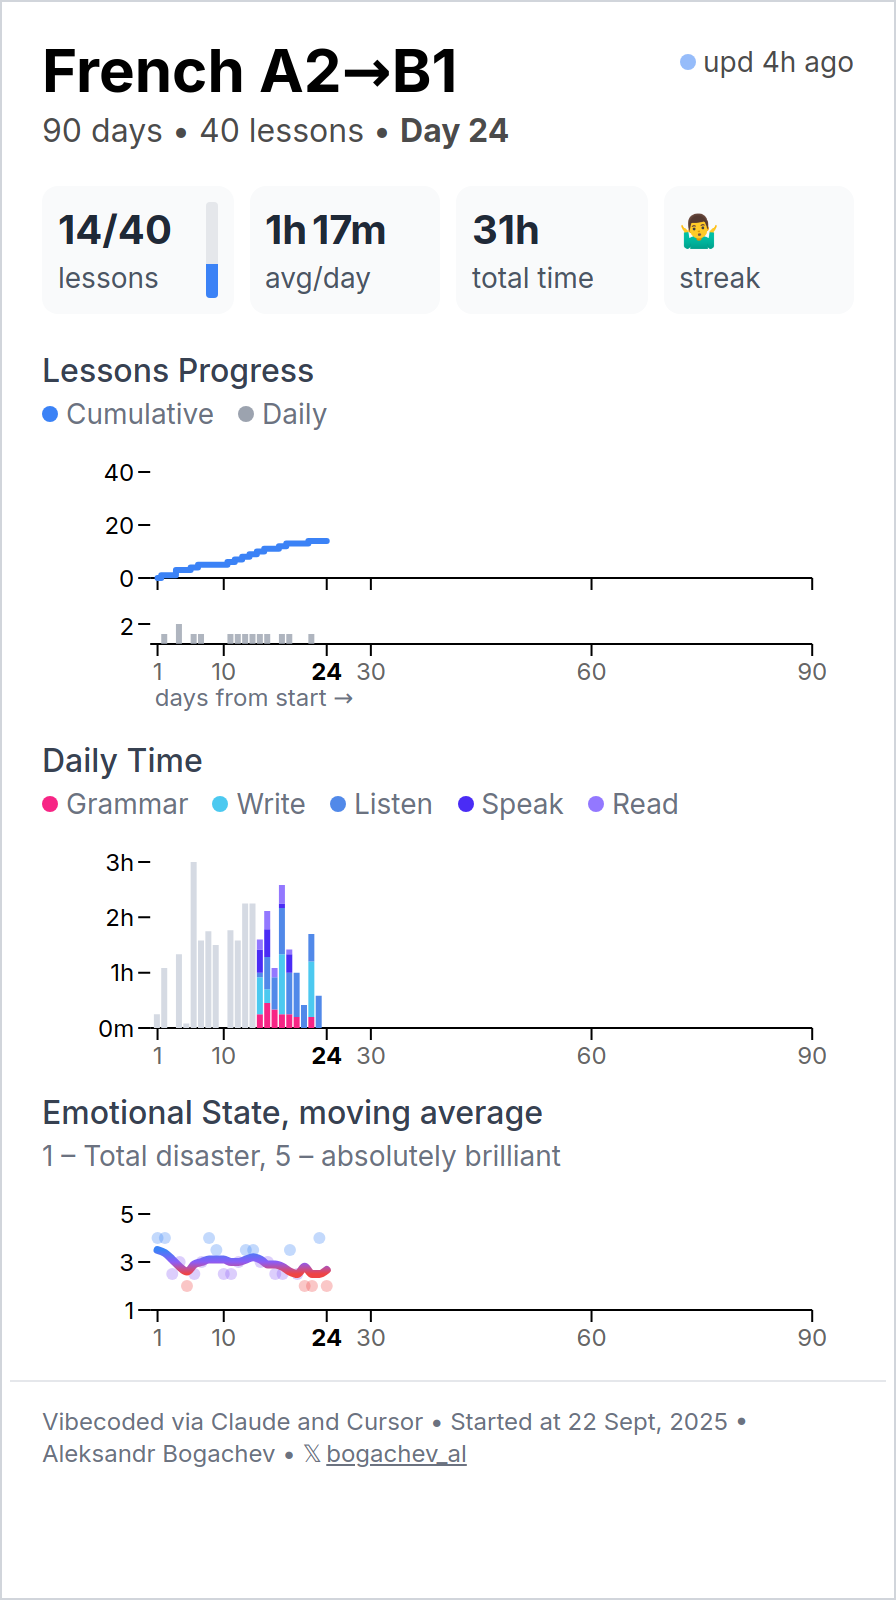 French A2→B1
upd 4h ago
90 days • 40 lessons • Day 24
14/40
lessons
1h 17m
avg/day
31h
total time
🤷‍♂️
streak
Lessons Progress
Cumulative Daily
40
20
0
2
1 10 24 30 60 90
days from start →
Daily Time
Grammar Write Listen Speak Read
3h
2h
1h
0m
1 10 24 30 60 90
Emotional State, moving average
1 – Total disaster, 5 – absolutely brilliant
5
3
1
1 10 24 30 60 90
Vibecoded via Claude and Cursor • Started at 22 Sept, 2025 •
Aleksandr Bogachev • 𝕏 bogachev_al